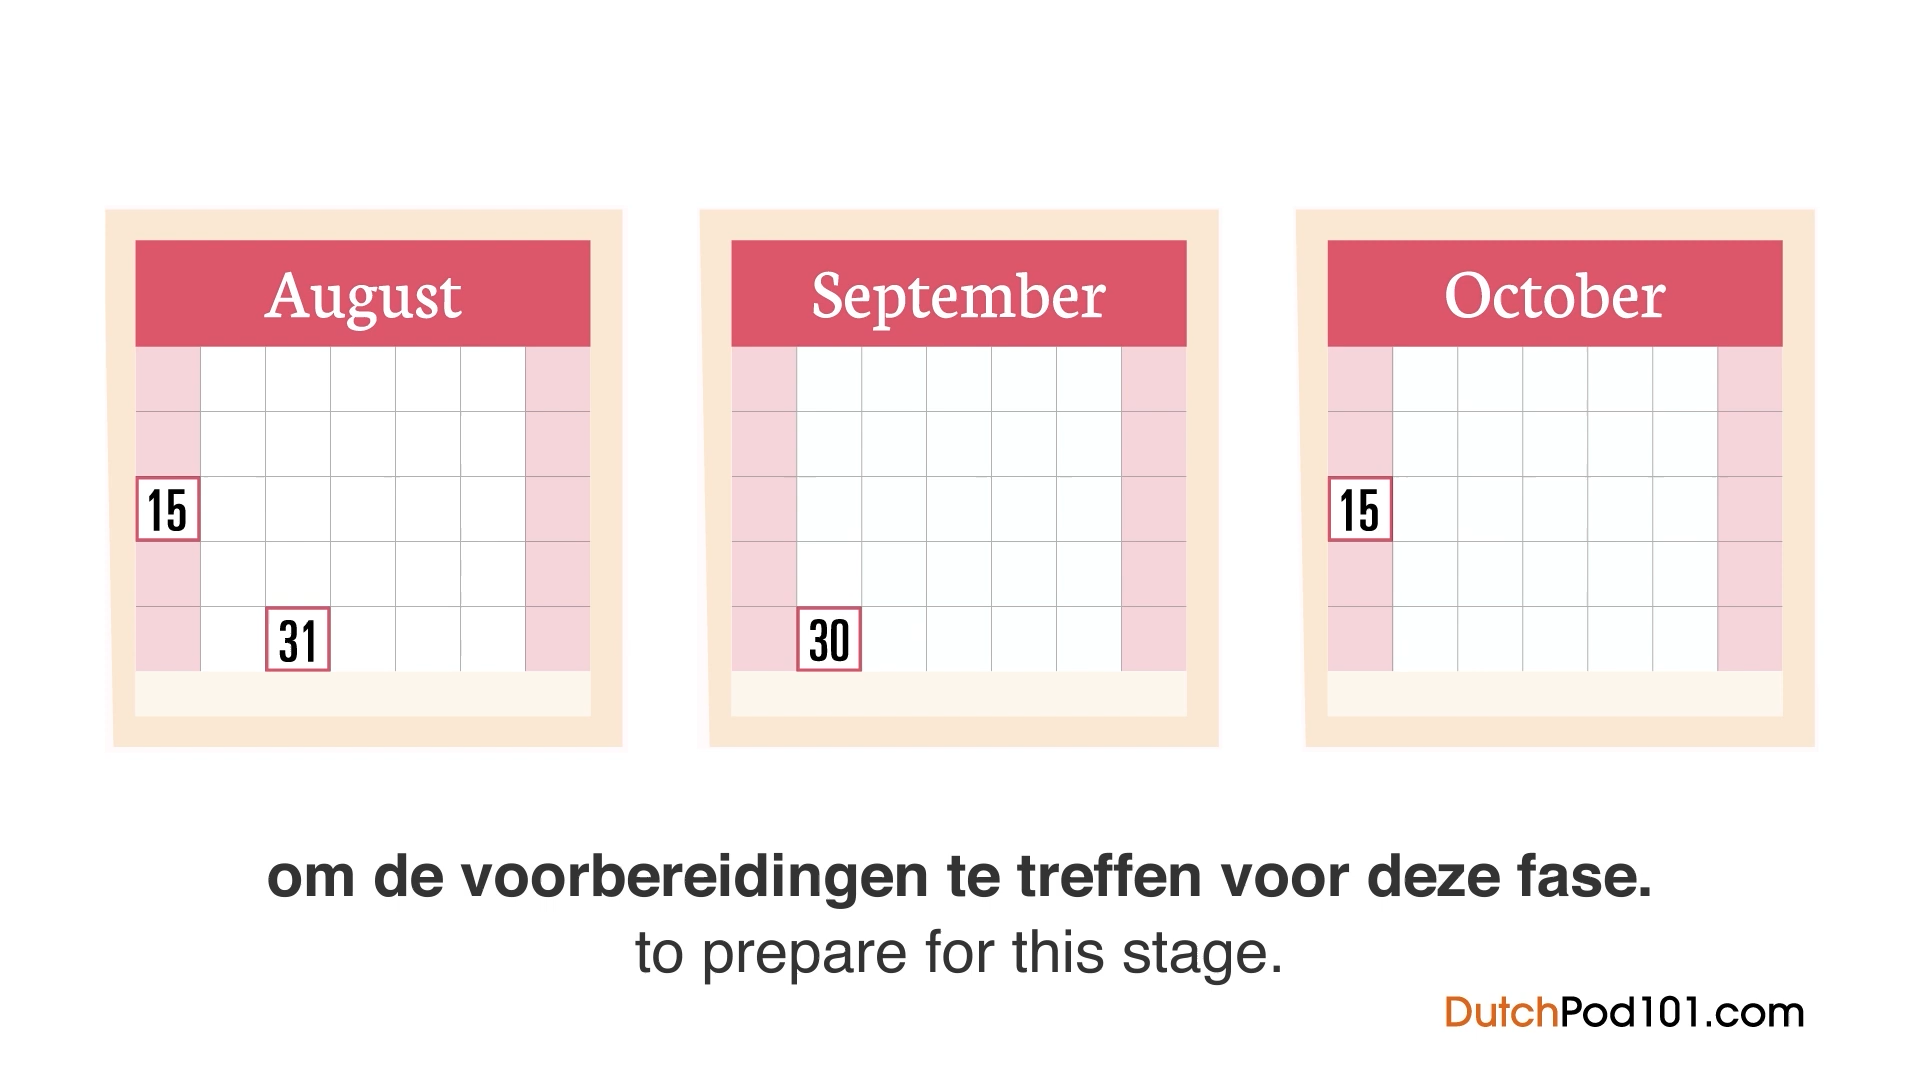 August
15
31
September
30
October
15
om de voorbereidingen te treffen voor deze fase.
to prepare for this stage.
DutchPod101.com